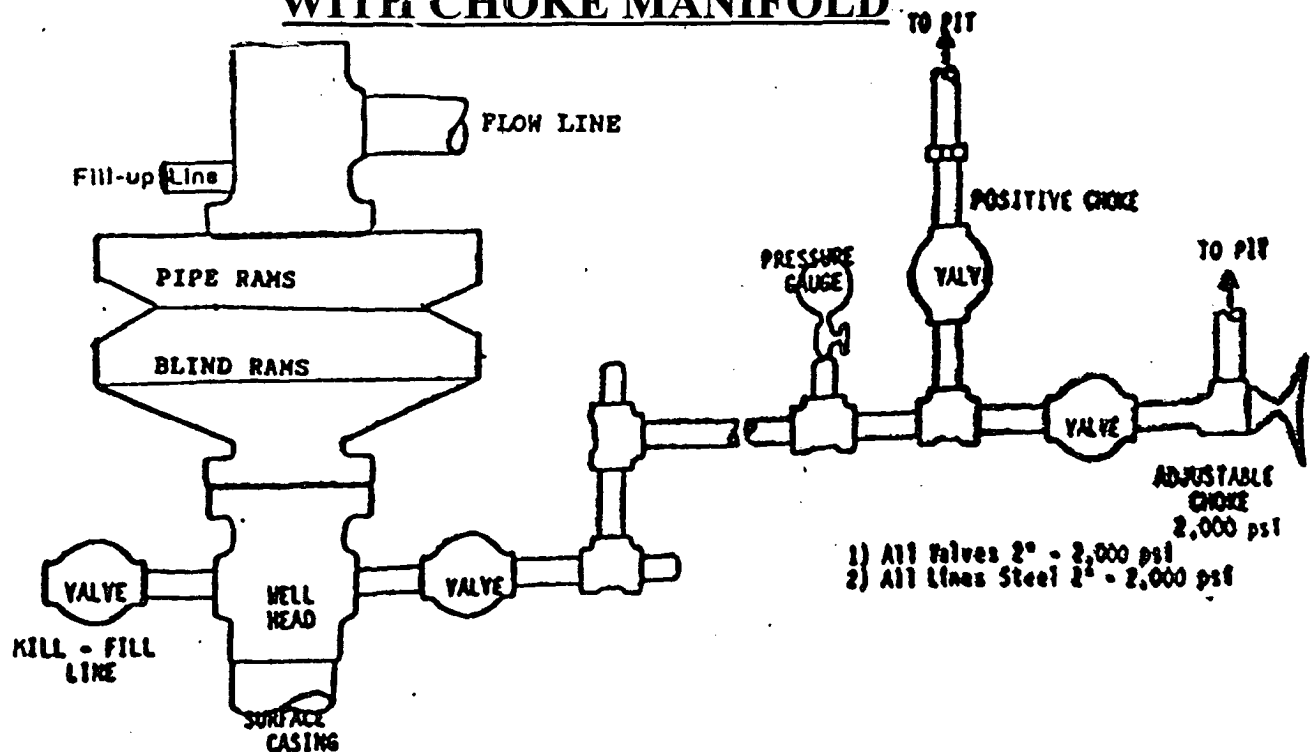 WITH CHOKE MANIFOLD
TO PIT
FLOW LINE
Fill-up Line
POSITIVE CHOKE
PIPE RAMS
PRESSURE
GAUGE
VALV
TO PIT
BLIND RAMS
VALVE
ADJUSTABLE
CHOKE
2,000 psi
1) All Valves 2" - 2,000 psi
2) All Lines Steel 2" - 2,000 psi
VALVE
WELL
HEAD
VALVE
KILL - FILL
LINE
SURFACE
CASING